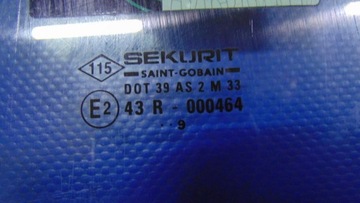 115 SEKURIT
SAINT-GOBAIN
DOT 39 AS 2 M 33
E2 43 R - 000464
9